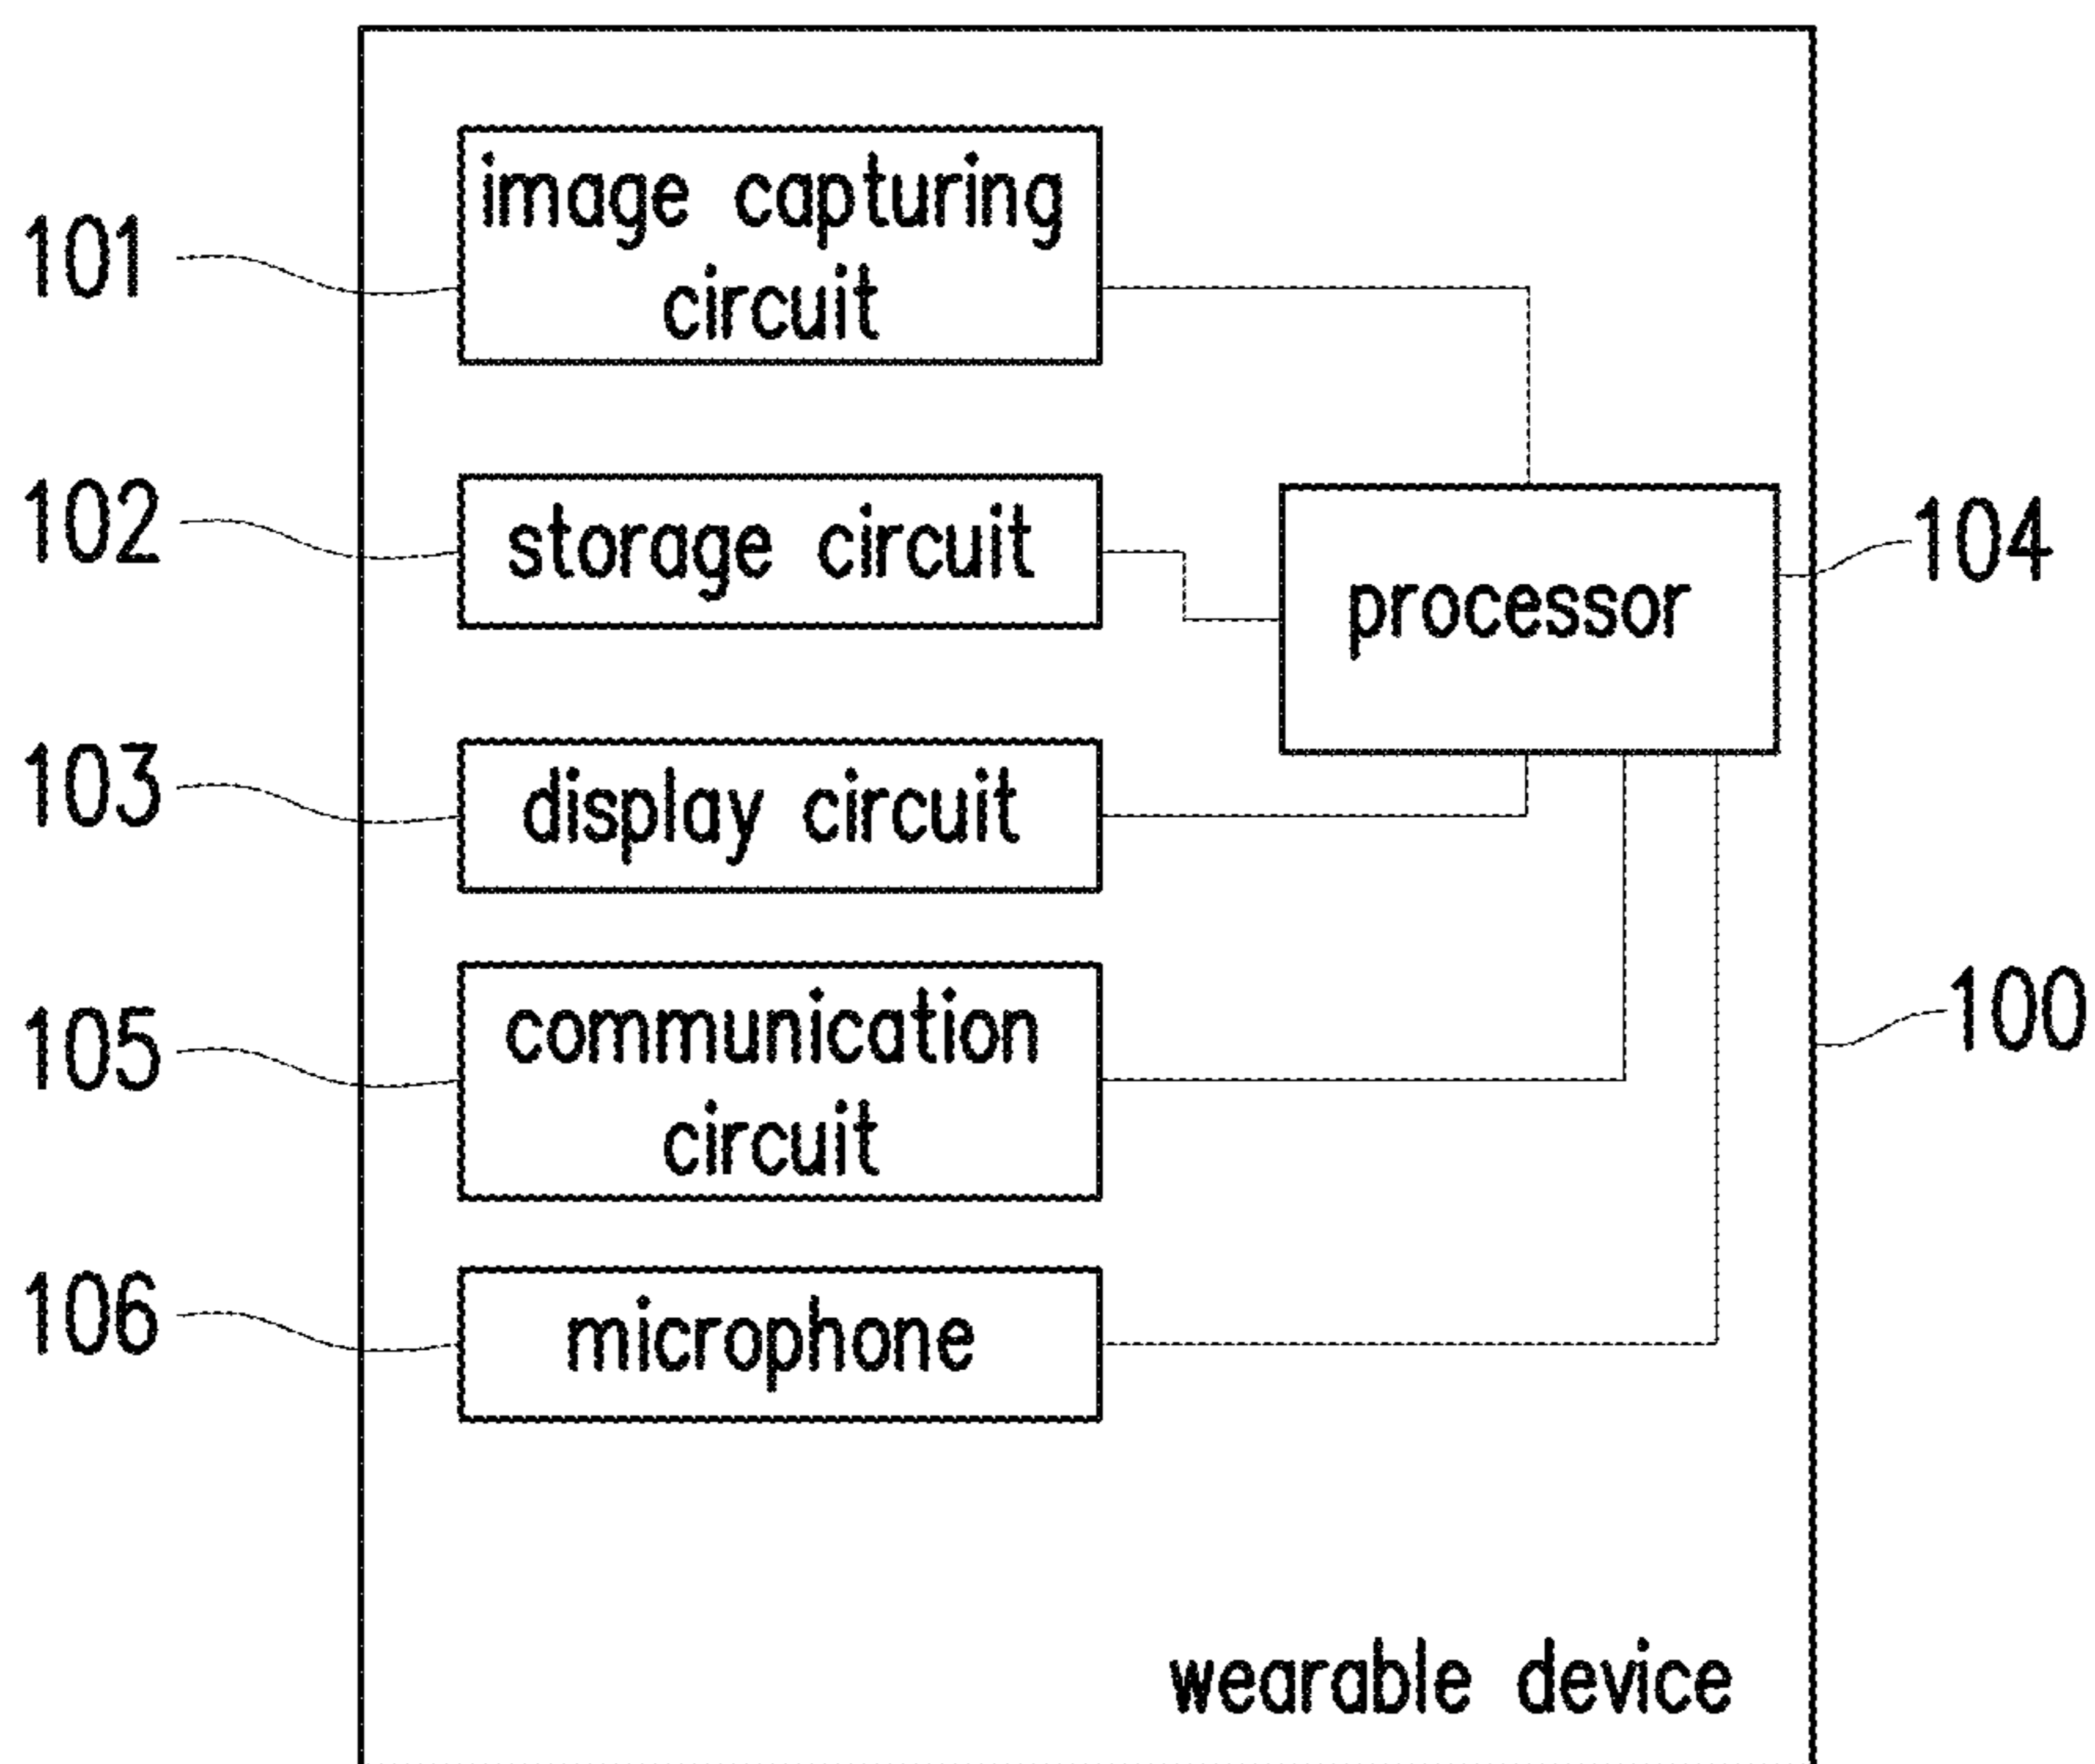 101
image capturing
circuit
102
storage circuit
processor
104
103
display circuit
105
communication
circuit
100
106
microphone
wearable device